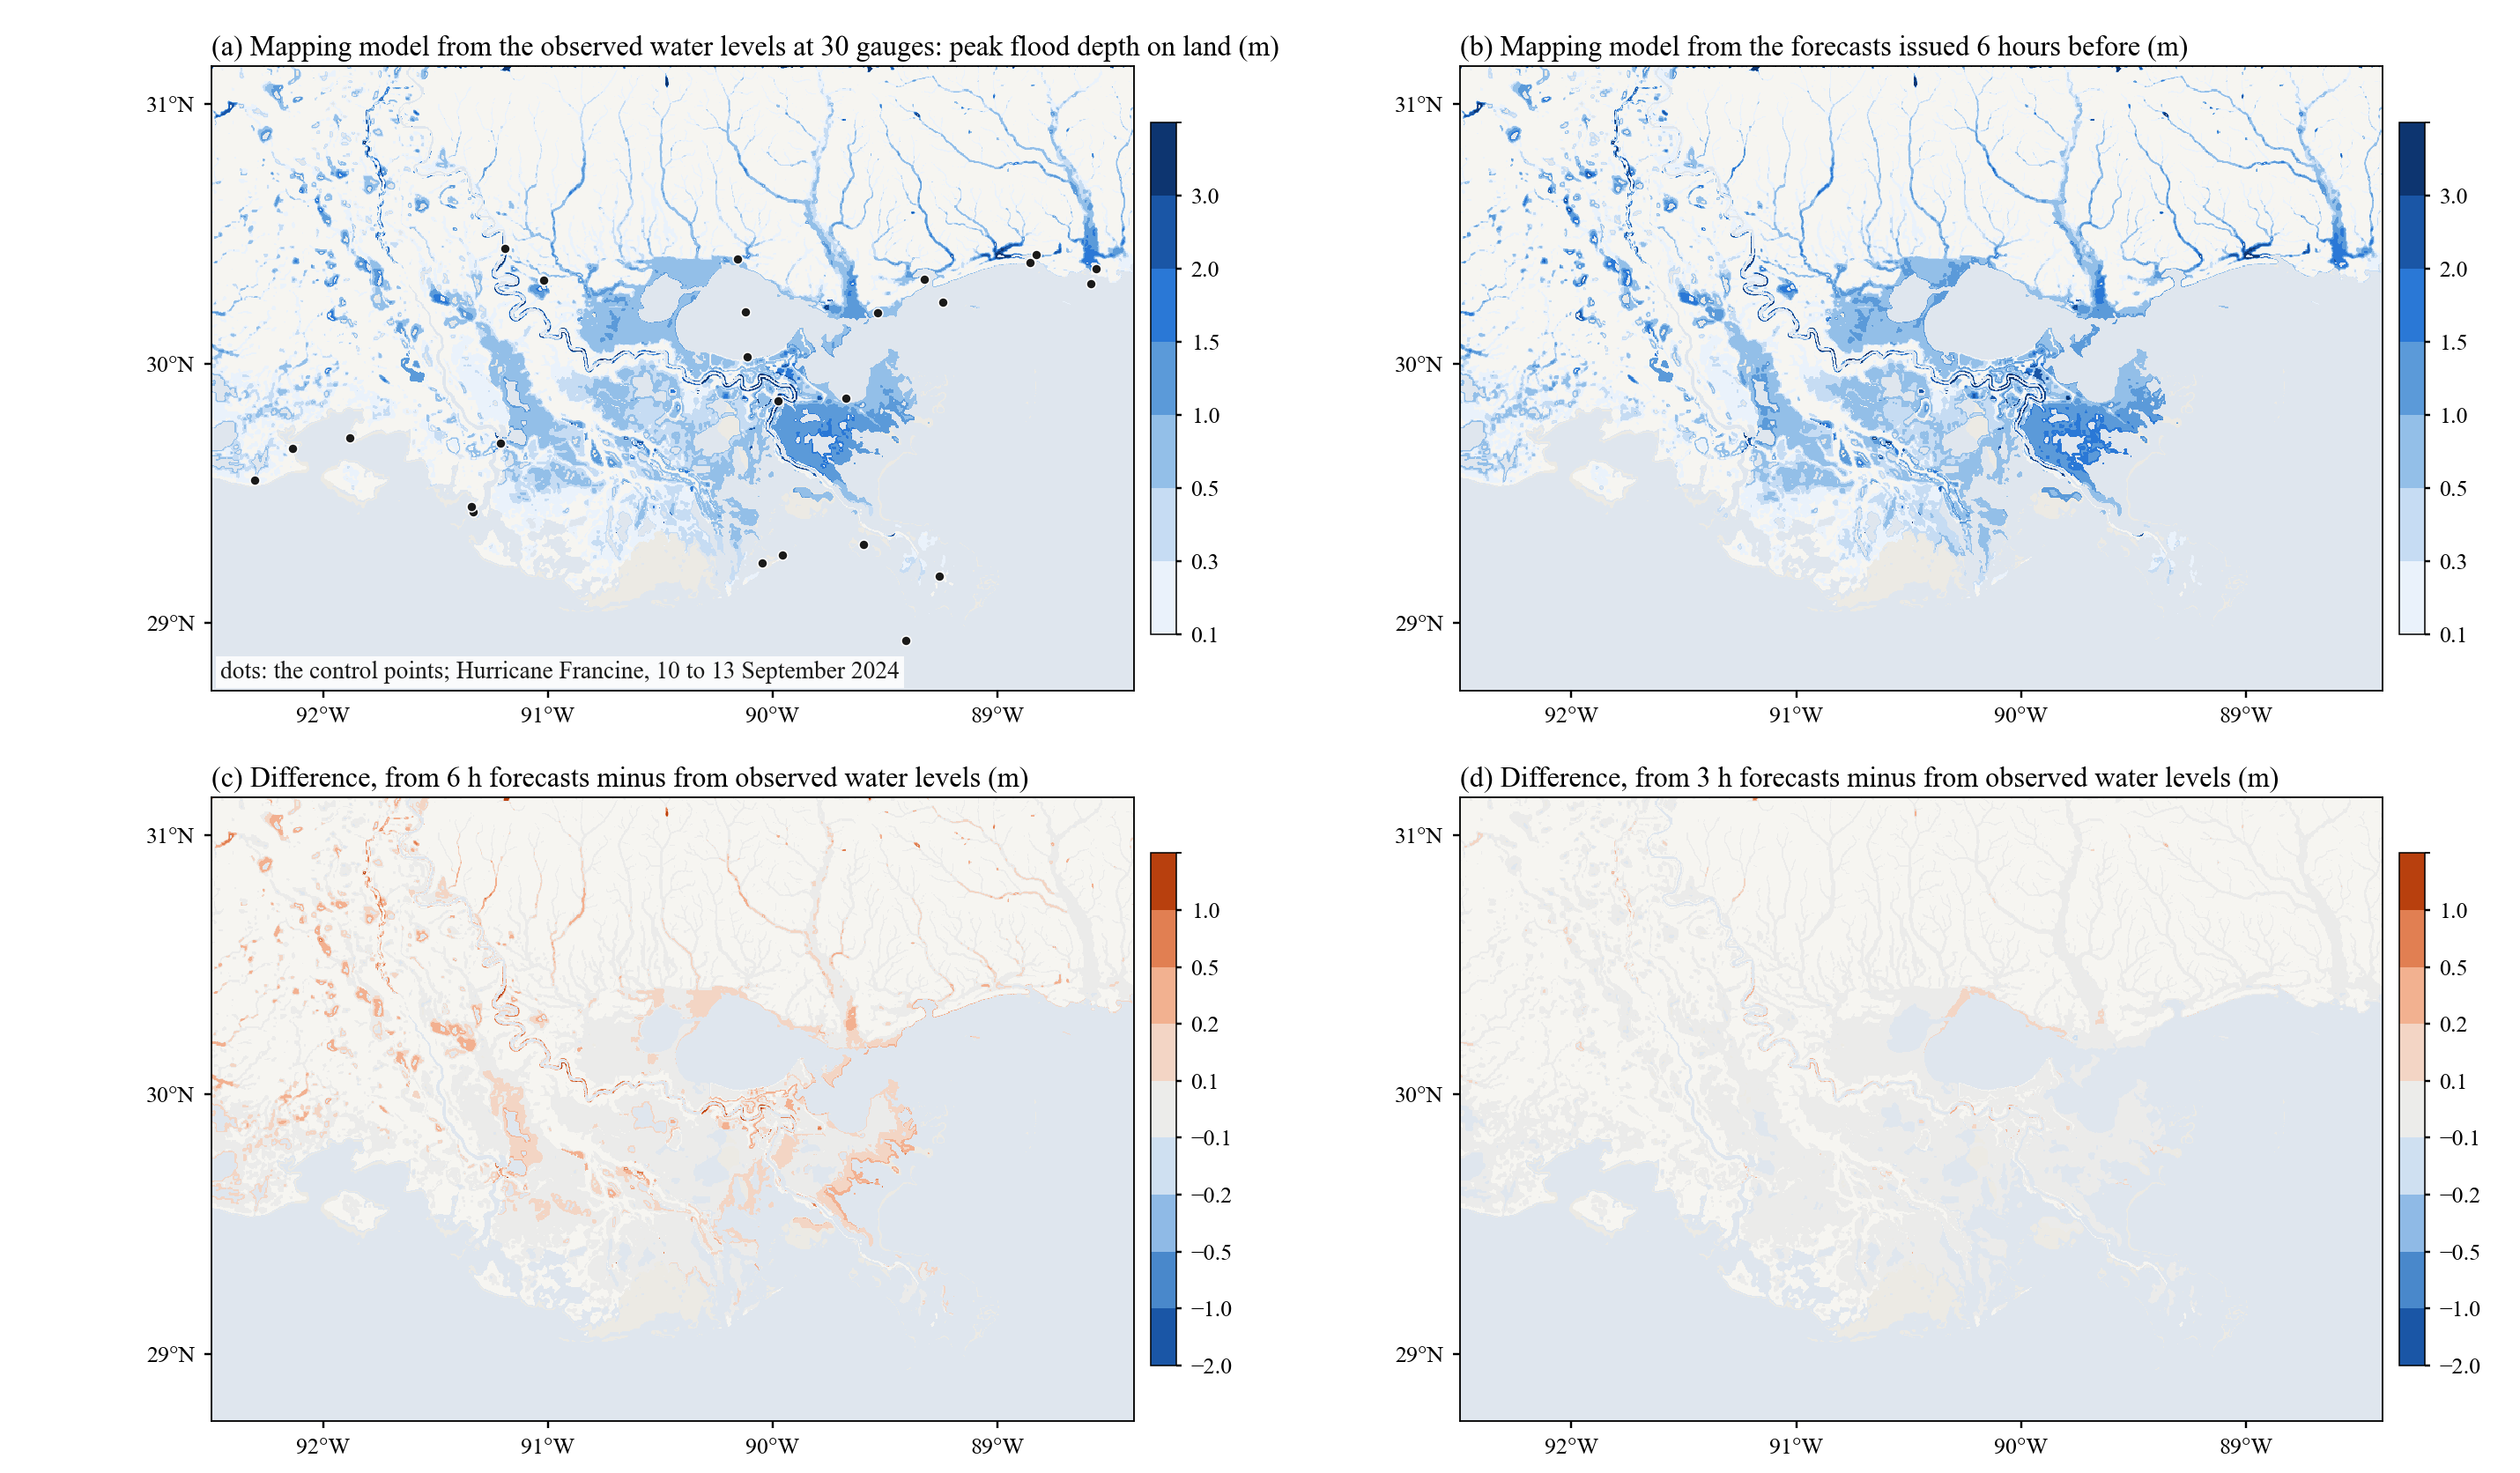 (a) Mapping model from the observed water levels at 30 gauges: peak flood depth on land (m)
31°N
30°N
29°N
92°W
91°W
90°W
89°W
3.0
2.0
1.5
1.0
0.5
0.3
0.1
dots: the control points; Hurricane Francine, 10 to 13 September 2024
(b) Mapping model from the forecasts issued 6 hours before (m)
31°N
30°N
29°N
92°W
91°W
90°W
89°W
3.0
2.0
1.5
1.0
0.5
0.3
0.1
(c) Difference, from 6 h forecasts minus from observed water levels (m)
31°N
30°N
29°N
92°W
91°W
90°W
89°W
1.0
0.5
0.2
0.1
−0.1
−0.2
−0.5
−1.0
−2.0
(d) Difference, from 3 h forecasts minus from observed water levels (m)
31°N
30°N
29°N
92°W
91°W
90°W
89°W
1.0
0.5
0.2
0.1
−0.1
−0.2
−0.5
−1.0
−2.0